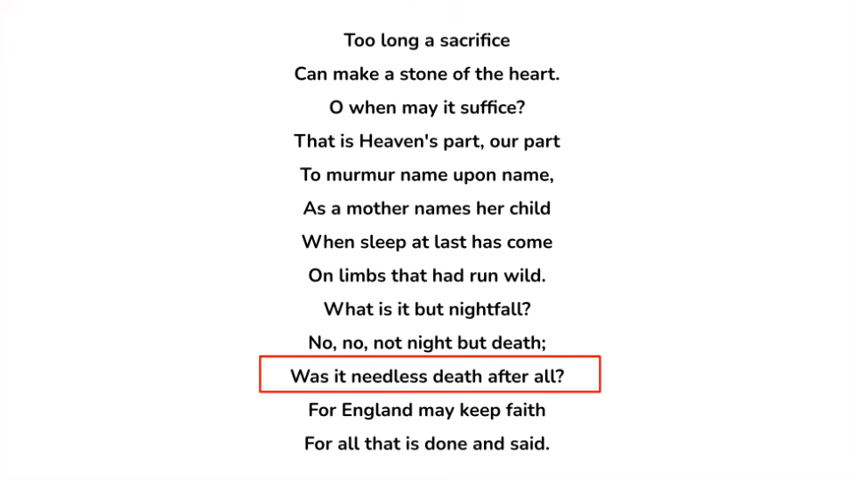 Too long a sacrifice
Can make a stone of the heart.
O when may it suffice?
That is Heaven's part, our part
To murmur name upon name,
As a mother names her child
When sleep at last has come
On limbs that had run wild.
What is it but nightfall?
No, no, not night but death;
Was it needless death after all?
For England may keep faith
For all that is done and said.